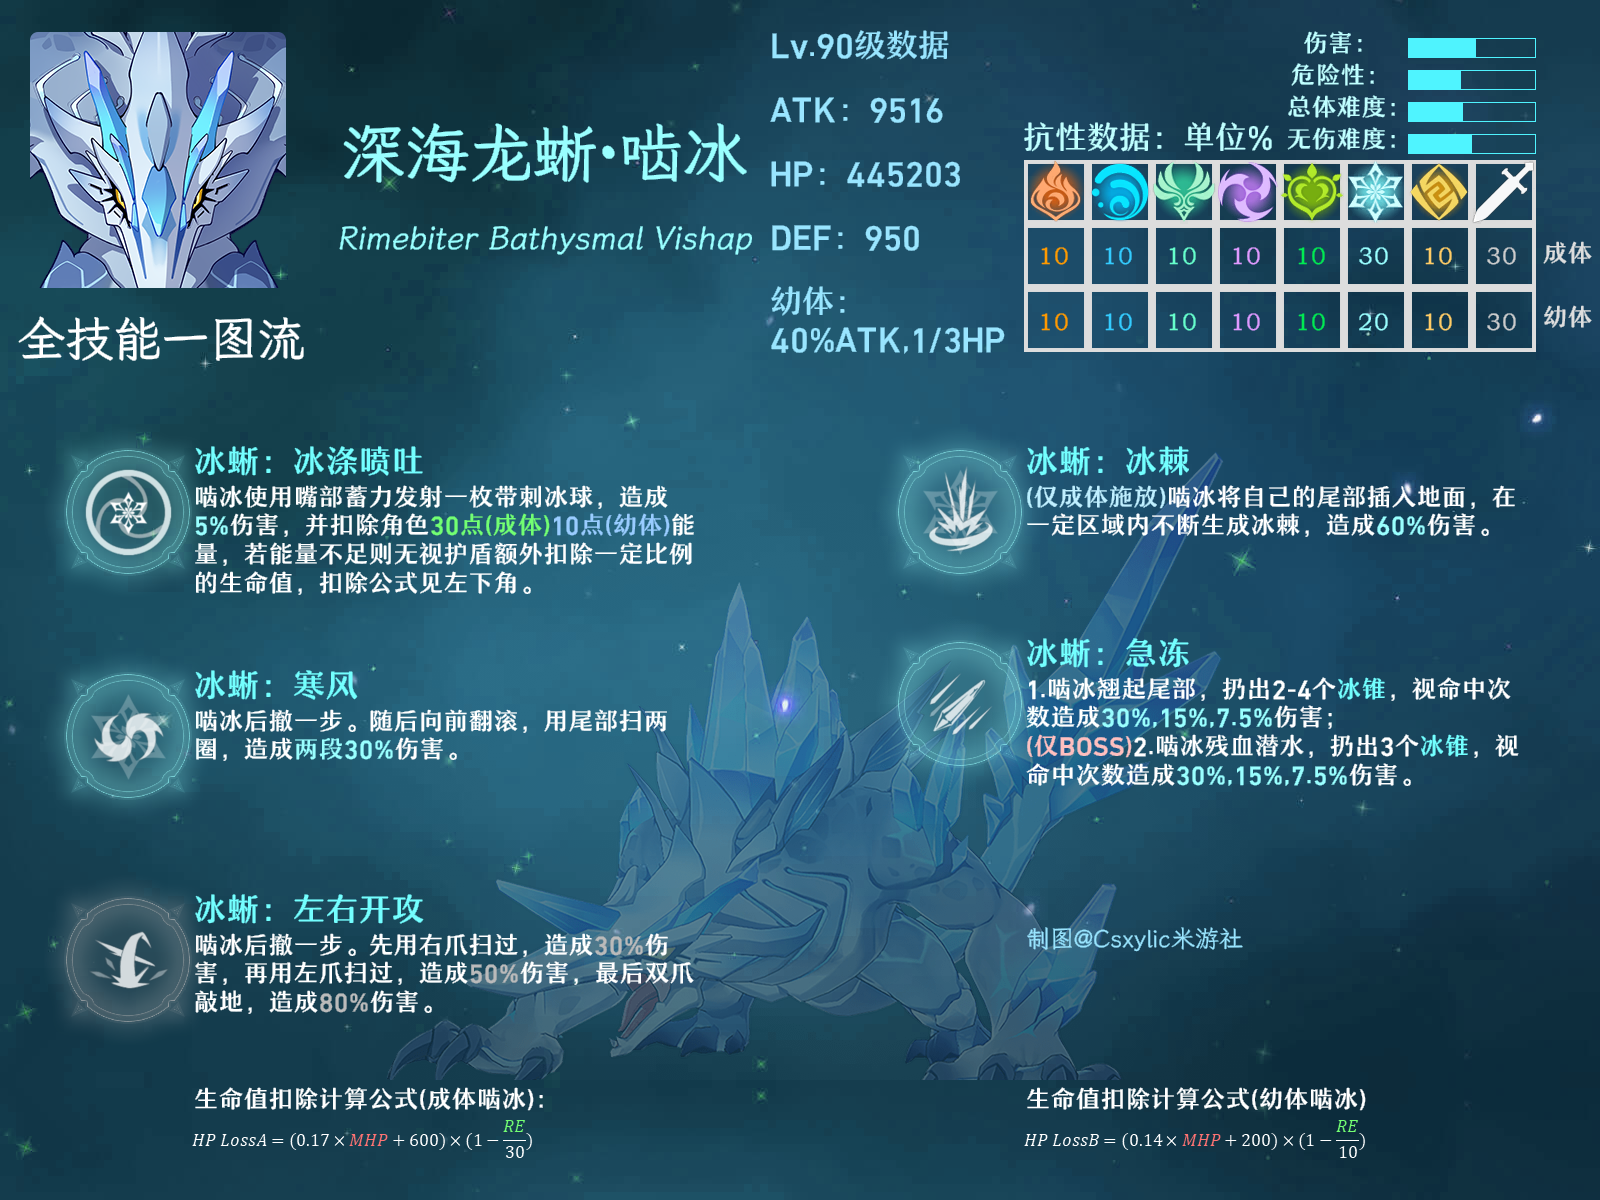 Lv.90级数据
ATK：9516
HP：445203
DEF：950
幼体：
40%ATK,1/3HP
深海龙蜥•啮冰
Rimebiter Bathysmal Vishap
全技能一图流
伤害：
危险性：
总体难度：
无伤难度：
抗性数据：单位%
10 10 10 10 10 30 10 30 成体
10 10 10 10 10 20 10 30 幼体
冰蜥：冰涤喷吐
啮冰使用嘴部蓄力发射一枚带刺冰球，造成
5%伤害，并扣除角色30点(成体)10点(幼体)能
量，若能量不足则无视护盾额外扣除一定比例
的生命值，扣除公式见左下角。
冰蜥：寒风
啮冰后撤一步。随后向前翻滚，用尾部扫两
圈，造成两段30%伤害。
冰蜥：左右开攻
啮冰后撤一步。先用右爪扫过，造成30%伤
害，再用左爪扫过，造成50%伤害，最后双爪
敲地，造成80%伤害。
冰蜥：冰棘
(仅成体施放)啮冰将自己的尾部插入地面，在
一定区域内不断生成冰棘，造成60%伤害。
冰蜥：急冻
1.啮冰翘起尾部，扔出2-4个冰锥，视命中次
数造成30%,15%,7.5%伤害；
(仅BOSS)2.啮冰残血潜水，扔出3个冰锥，视
命中次数造成30%,15%,7.5%伤害。
制图@Csxylic米游社
生命值扣除计算公式(成体啮冰)：
HP LossA = (0.17 × MHP + 600) × (1 − RE/30)
生命值扣除计算公式(幼体啮冰)
HP LossB = (0.14 × MHP + 200) × (1 − RE/10)